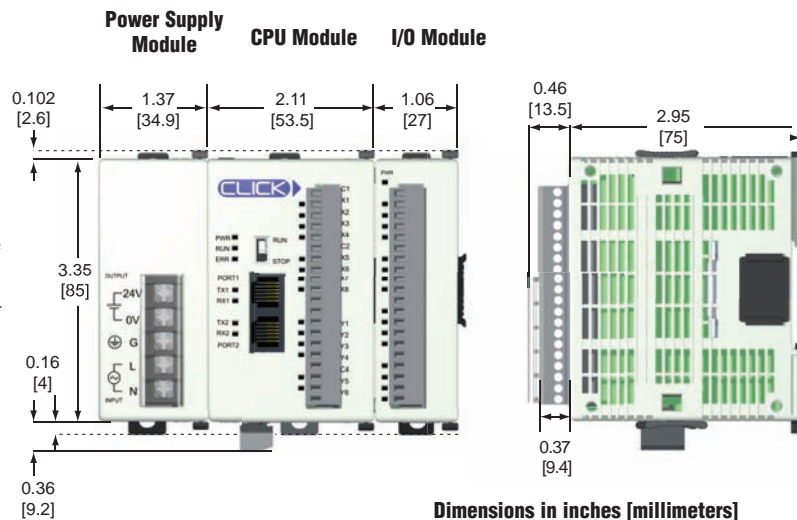 Power Supply
Module
CPU Module
I/O Module
0.102
[2.6]
1.37
[34.9]
2.11
[53.5]
1.06
[27]
0.46
[13.5]
2.95
[75]
CLICK
PWR
RUN
ERR
RUN
STOP
PORT1
TX1
RX1
TX2
RX2
PORT2
C1
X1
X2
X3
X4
C2
X5
X6
X7
X8
Y1
Y2
Y3
Y4
C4
Y5
Y6
PWR
OUTPUT
24V
0V
G
L
N
INPUT
3.35
[85]
0.16
[4]
0.36
[9.2]
0.37
[9.4]
Dimensions in inches [millimeters]